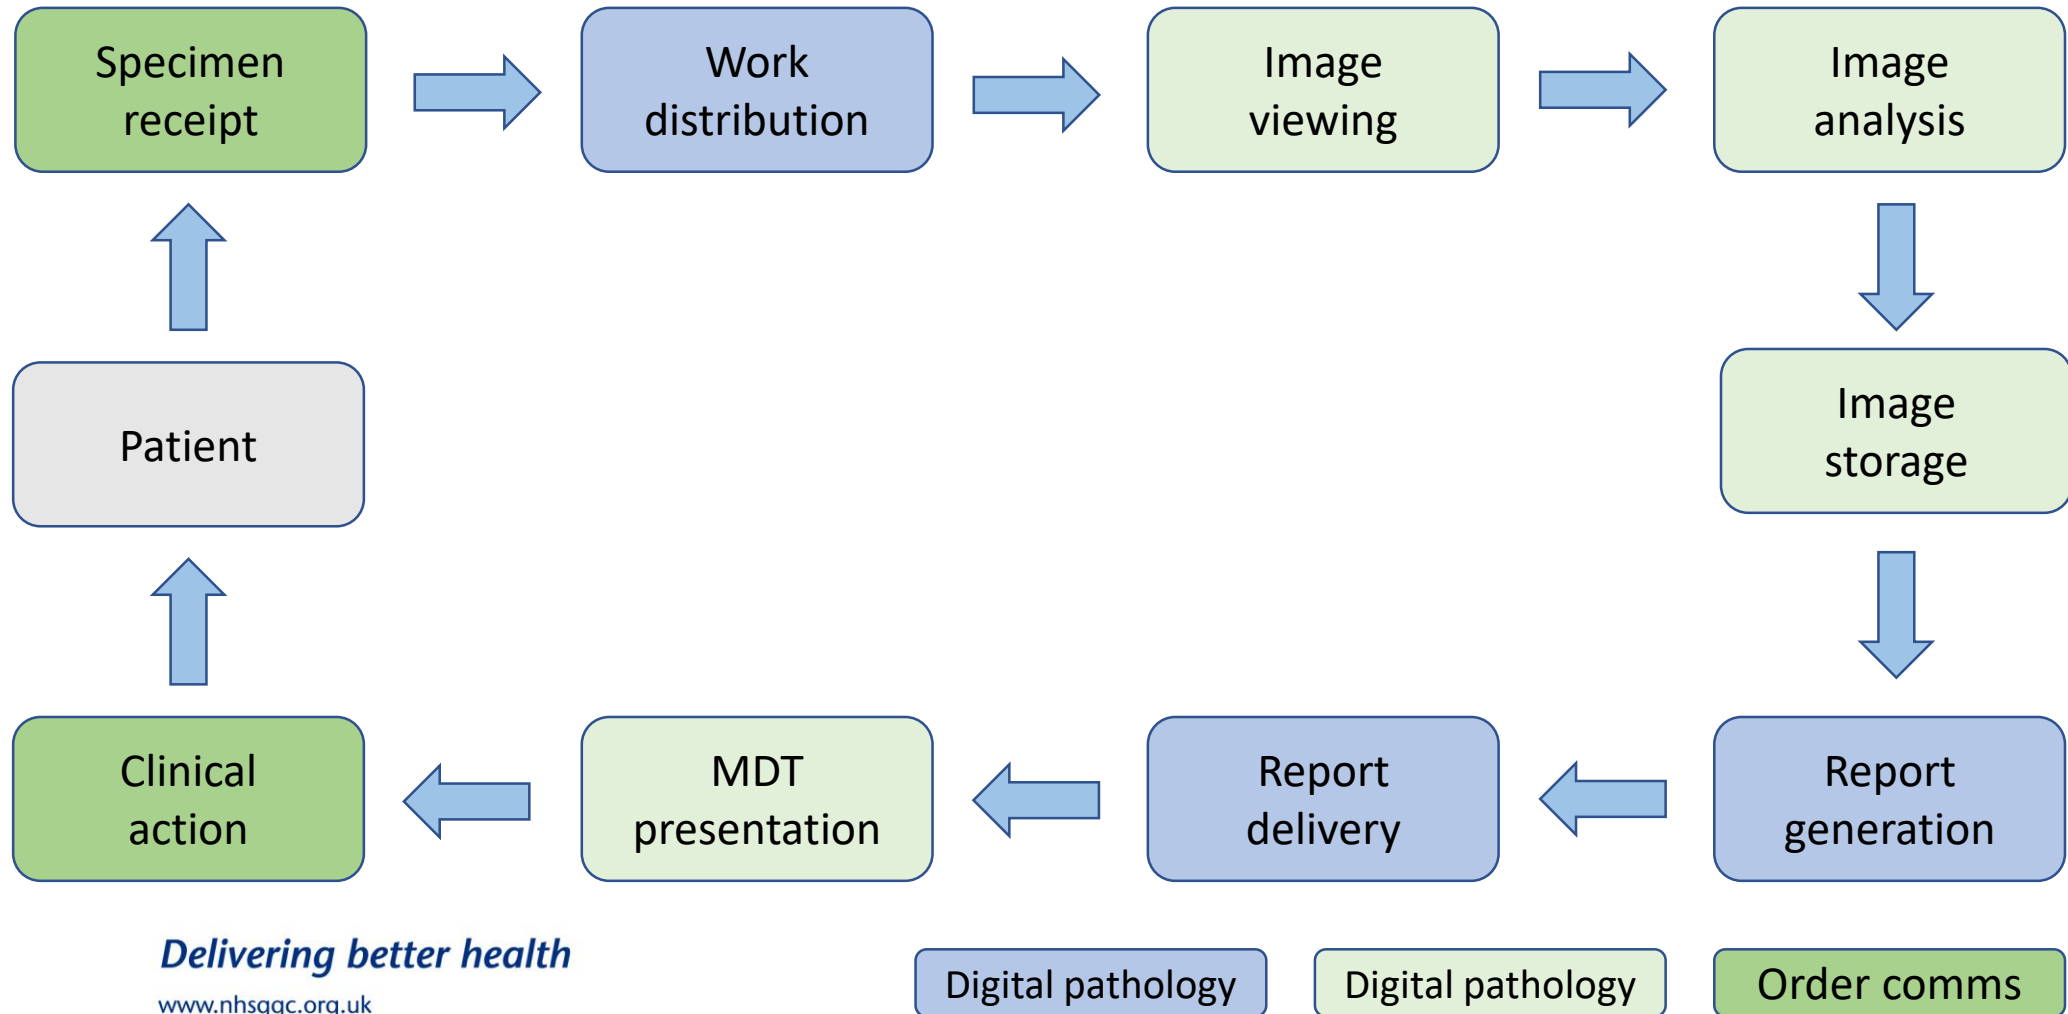 Specimen
receipt
Work
distribution
Image
viewing
Image
analysis
Patient
Image
storage
Clinical
action
MDT
presentation
Report
delivery
Report
generation
Delivering better health
www.nhsggc.org.uk
Digital pathology
Digital pathology
Order comms